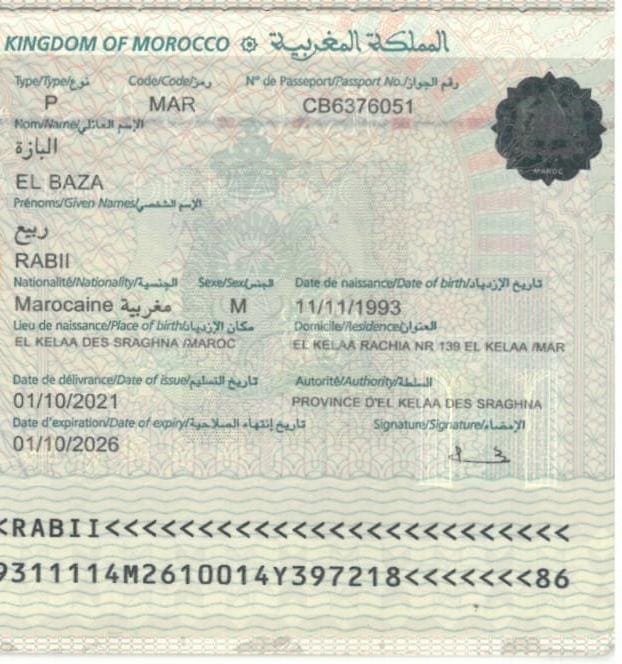 KINGDOM OF MOROCCO المملكة المغربية
Type/Type/نوع Code/Code/رمز N° de Passeport/Passport No./رقم الجواز
P MAR CB6376051
Nom/Name/الإسم العائلي
البازة
EL BAZA
Prénoms/Given Names/الإسم الشخصي
ربيع
RABII
Nationalité/Nationality/الجنسية Sexe/Sex/الجنس Date de naissance/Date of birth/تاريخ الإزدياد
Marocaine مغربية M 11/11/1993
Lieu de naissance/Place of birth/مكان الإزدياد Domicile/Residence/العنوان
EL KELAA DES SRAGHNA /MAROC EL KELAA RACHIA NR 139 EL KELAA /MAR
Date de délivrance/Date of issue/تاريخ التسليم Autorité/Authority/السلطة
01/10/2021 PROVINCE D'EL KELAA DES SRAGHNA
Date d'expiration/Date of expiry/تاريخ إنتهاء الصلاحية Signature/Signature/الإمضاء
01/10/2026
MAROC
<RABII<<<<<<<<<<<<<<<<<<<<<<<<<<
9311114M2610014Y397218<<<<<<<86